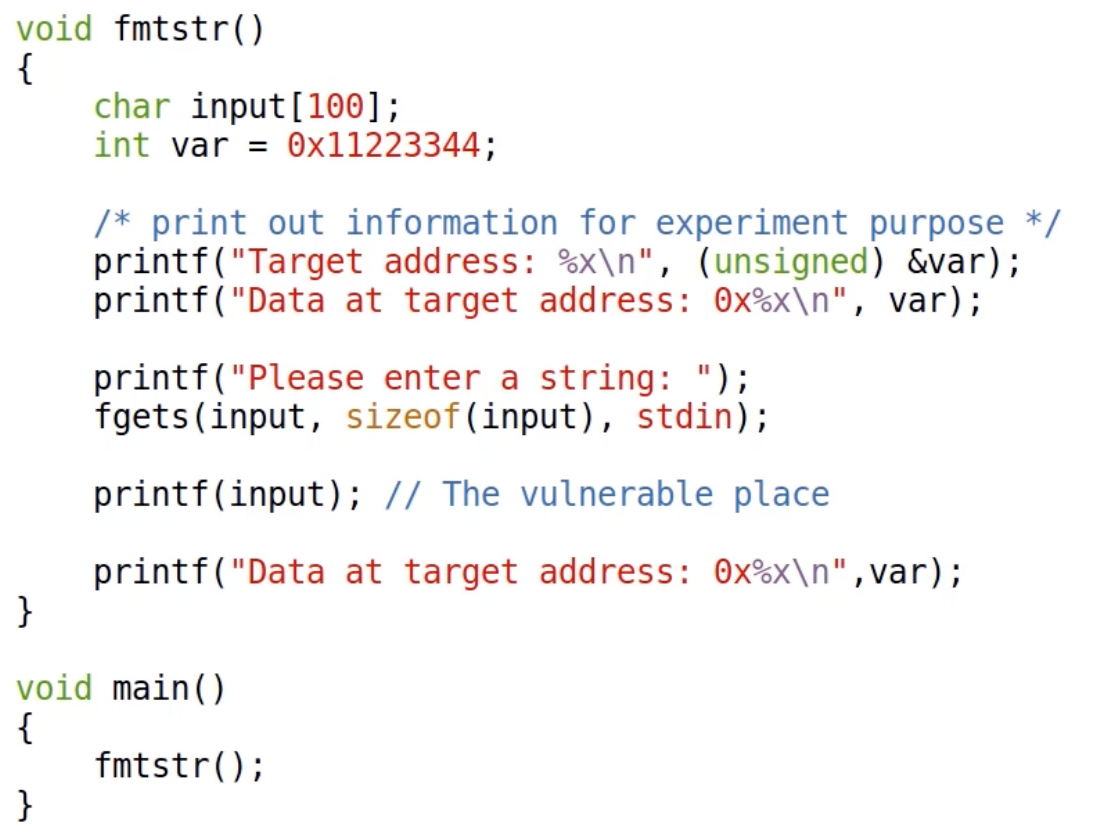 void fmtstr()
{
    char input[100];
    int var = 0x11223344;

    /* print out information for experiment purpose */
    printf("Target address: %x\n", (unsigned) &var);
    printf("Data at target address: 0x%x\n", var);

    printf("Please enter a string: ");
    fgets(input, sizeof(input), stdin);

    printf(input); // The vulnerable place

    printf("Data at target address: 0x%x\n",var);
}

void main()
{
    fmtstr();
}